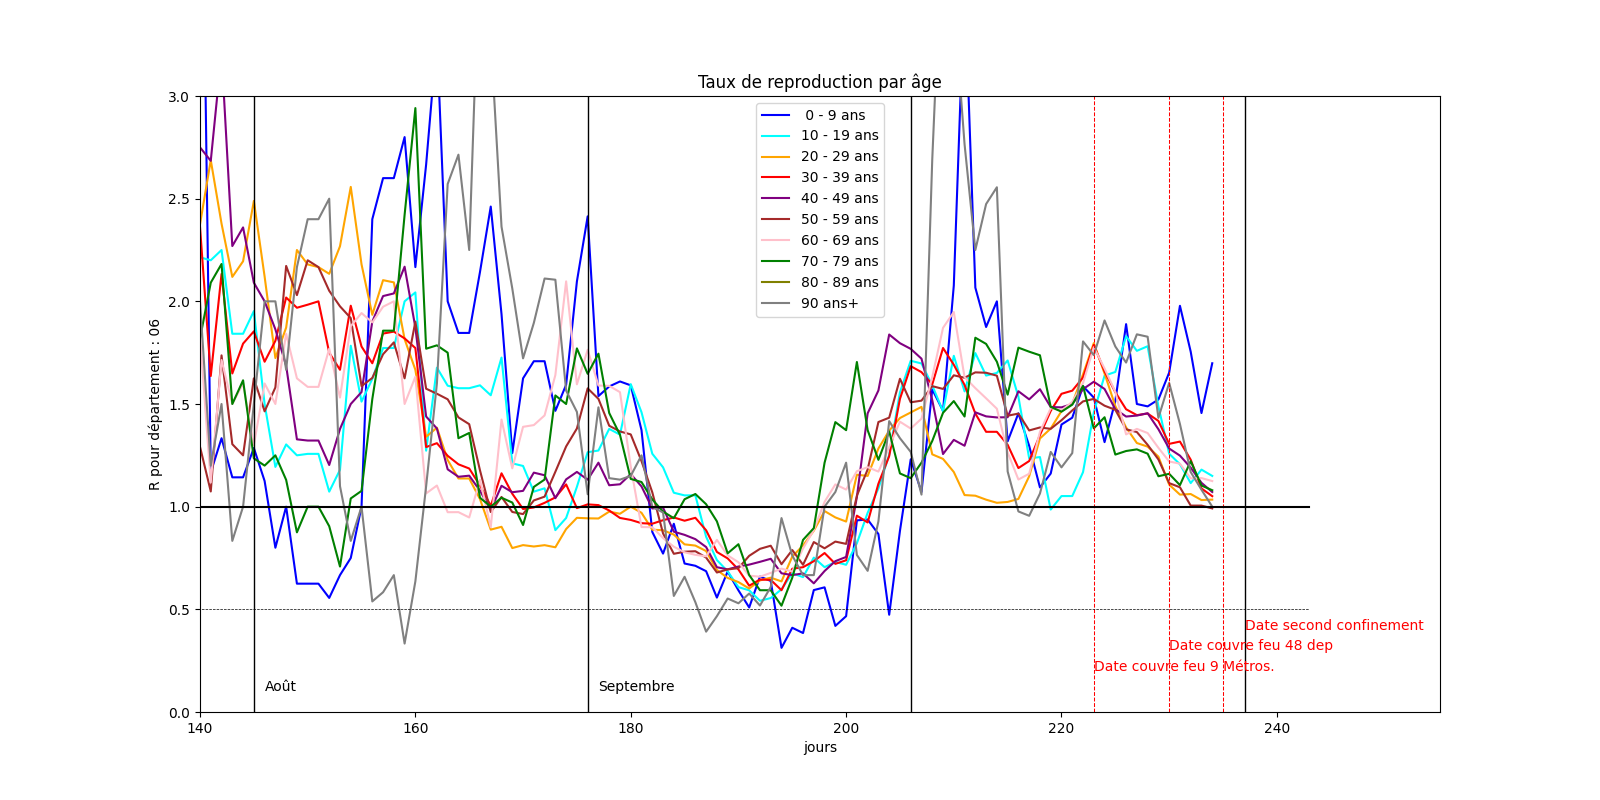 Taux de reproduction par âge
R pour département : 06
3.0
2.5
2.0
1.5
1.0
0.5
0.0
0 - 9 ans
10 - 19 ans
20 - 29 ans
30 - 39 ans
40 - 49 ans
50 - 59 ans
60 - 69 ans
70 - 79 ans
80 - 89 ans
90 ans+
Date second confinement
Date couvre feu 48 dep
Date couvre feu 9 Métros.
Août
Septembre
140
160
180
200
220
240
jours